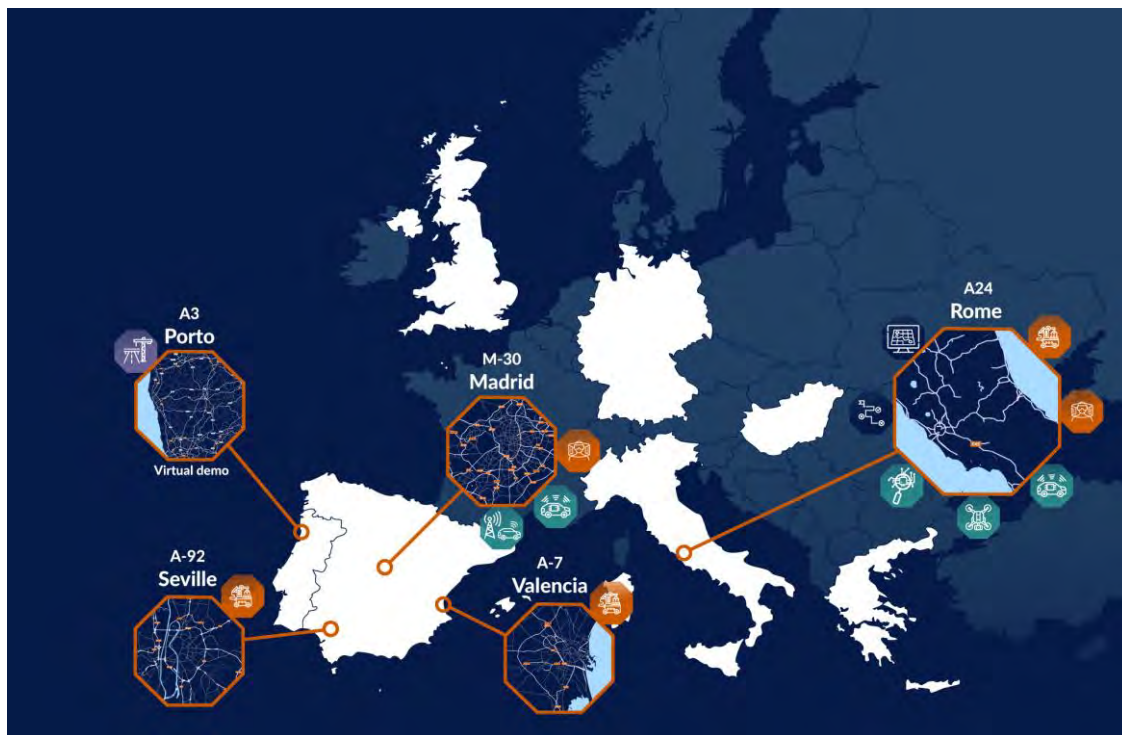 A24
Rome
A3
Porto
Virtual demo
M-30
Madrid
A-92
Seville
A-7
Valencia